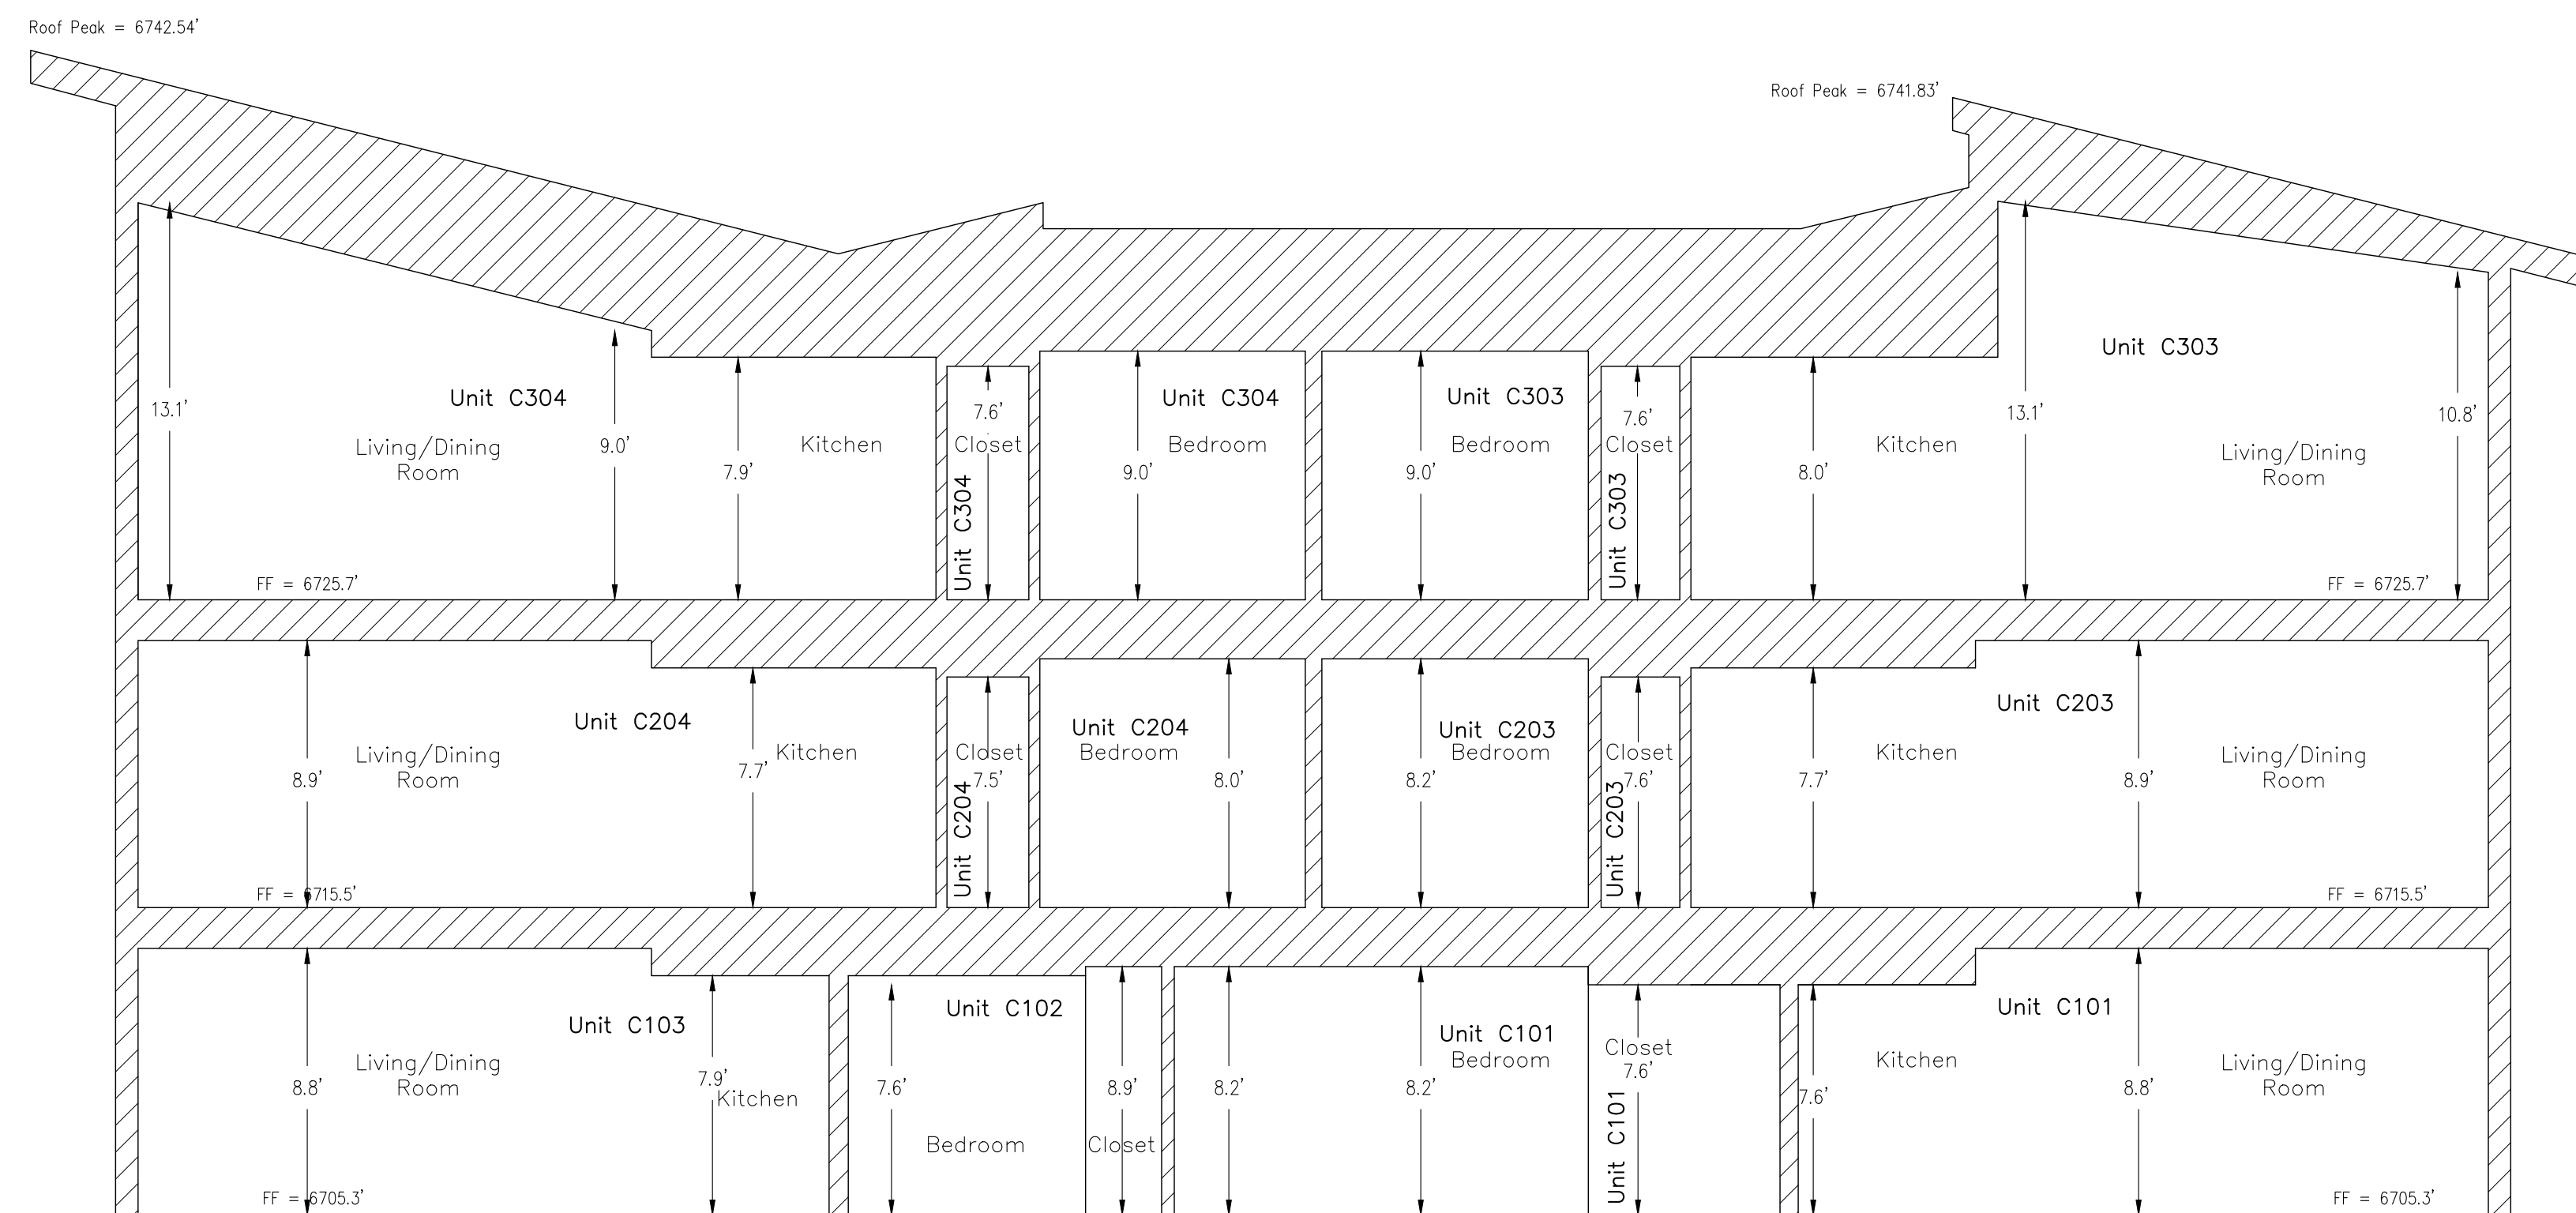 Roof Peak = 6742.54'
Roof Peak = 6741.83'
Unit C304
Living/Dining
Room
13.1'
9.0'
7.9'
Kitchen
FF = 6725.7'
7.6'
Closet
Unit C304
Unit C304
Bedroom
9.0'
Unit C303
Bedroom
9.0'
7.6'
Closet
Unit C303
Kitchen
8.0'
Unit C303
13.1'
10.8'
Living/Dining
Room
FF = 6725.7'
Unit C204
Living/Dining
Room
8.9'
Kitchen
7.7'
FF = 6715.5'
Closet
7.5'
Unit C204
Unit C204
Bedroom
8.0'
Unit C203
Bedroom
8.2'
Closet
7.6'
Unit C203
Kitchen
7.7'
Unit C203
8.9'
Living/Dining
Room
FF = 6715.5'
Unit C103
Living/Dining
Room
8.8'
7.9'
Kitchen
FF = 6705.3'
Unit C102
7.6'
Bedroom
8.9'
Closet
8.2'
Unit C101
Bedroom
8.2'
Closet
7.6'
Unit C101
Unit C101
Kitchen
7.6'
8.8'
Living/Dining
Room
FF = 6705.3'